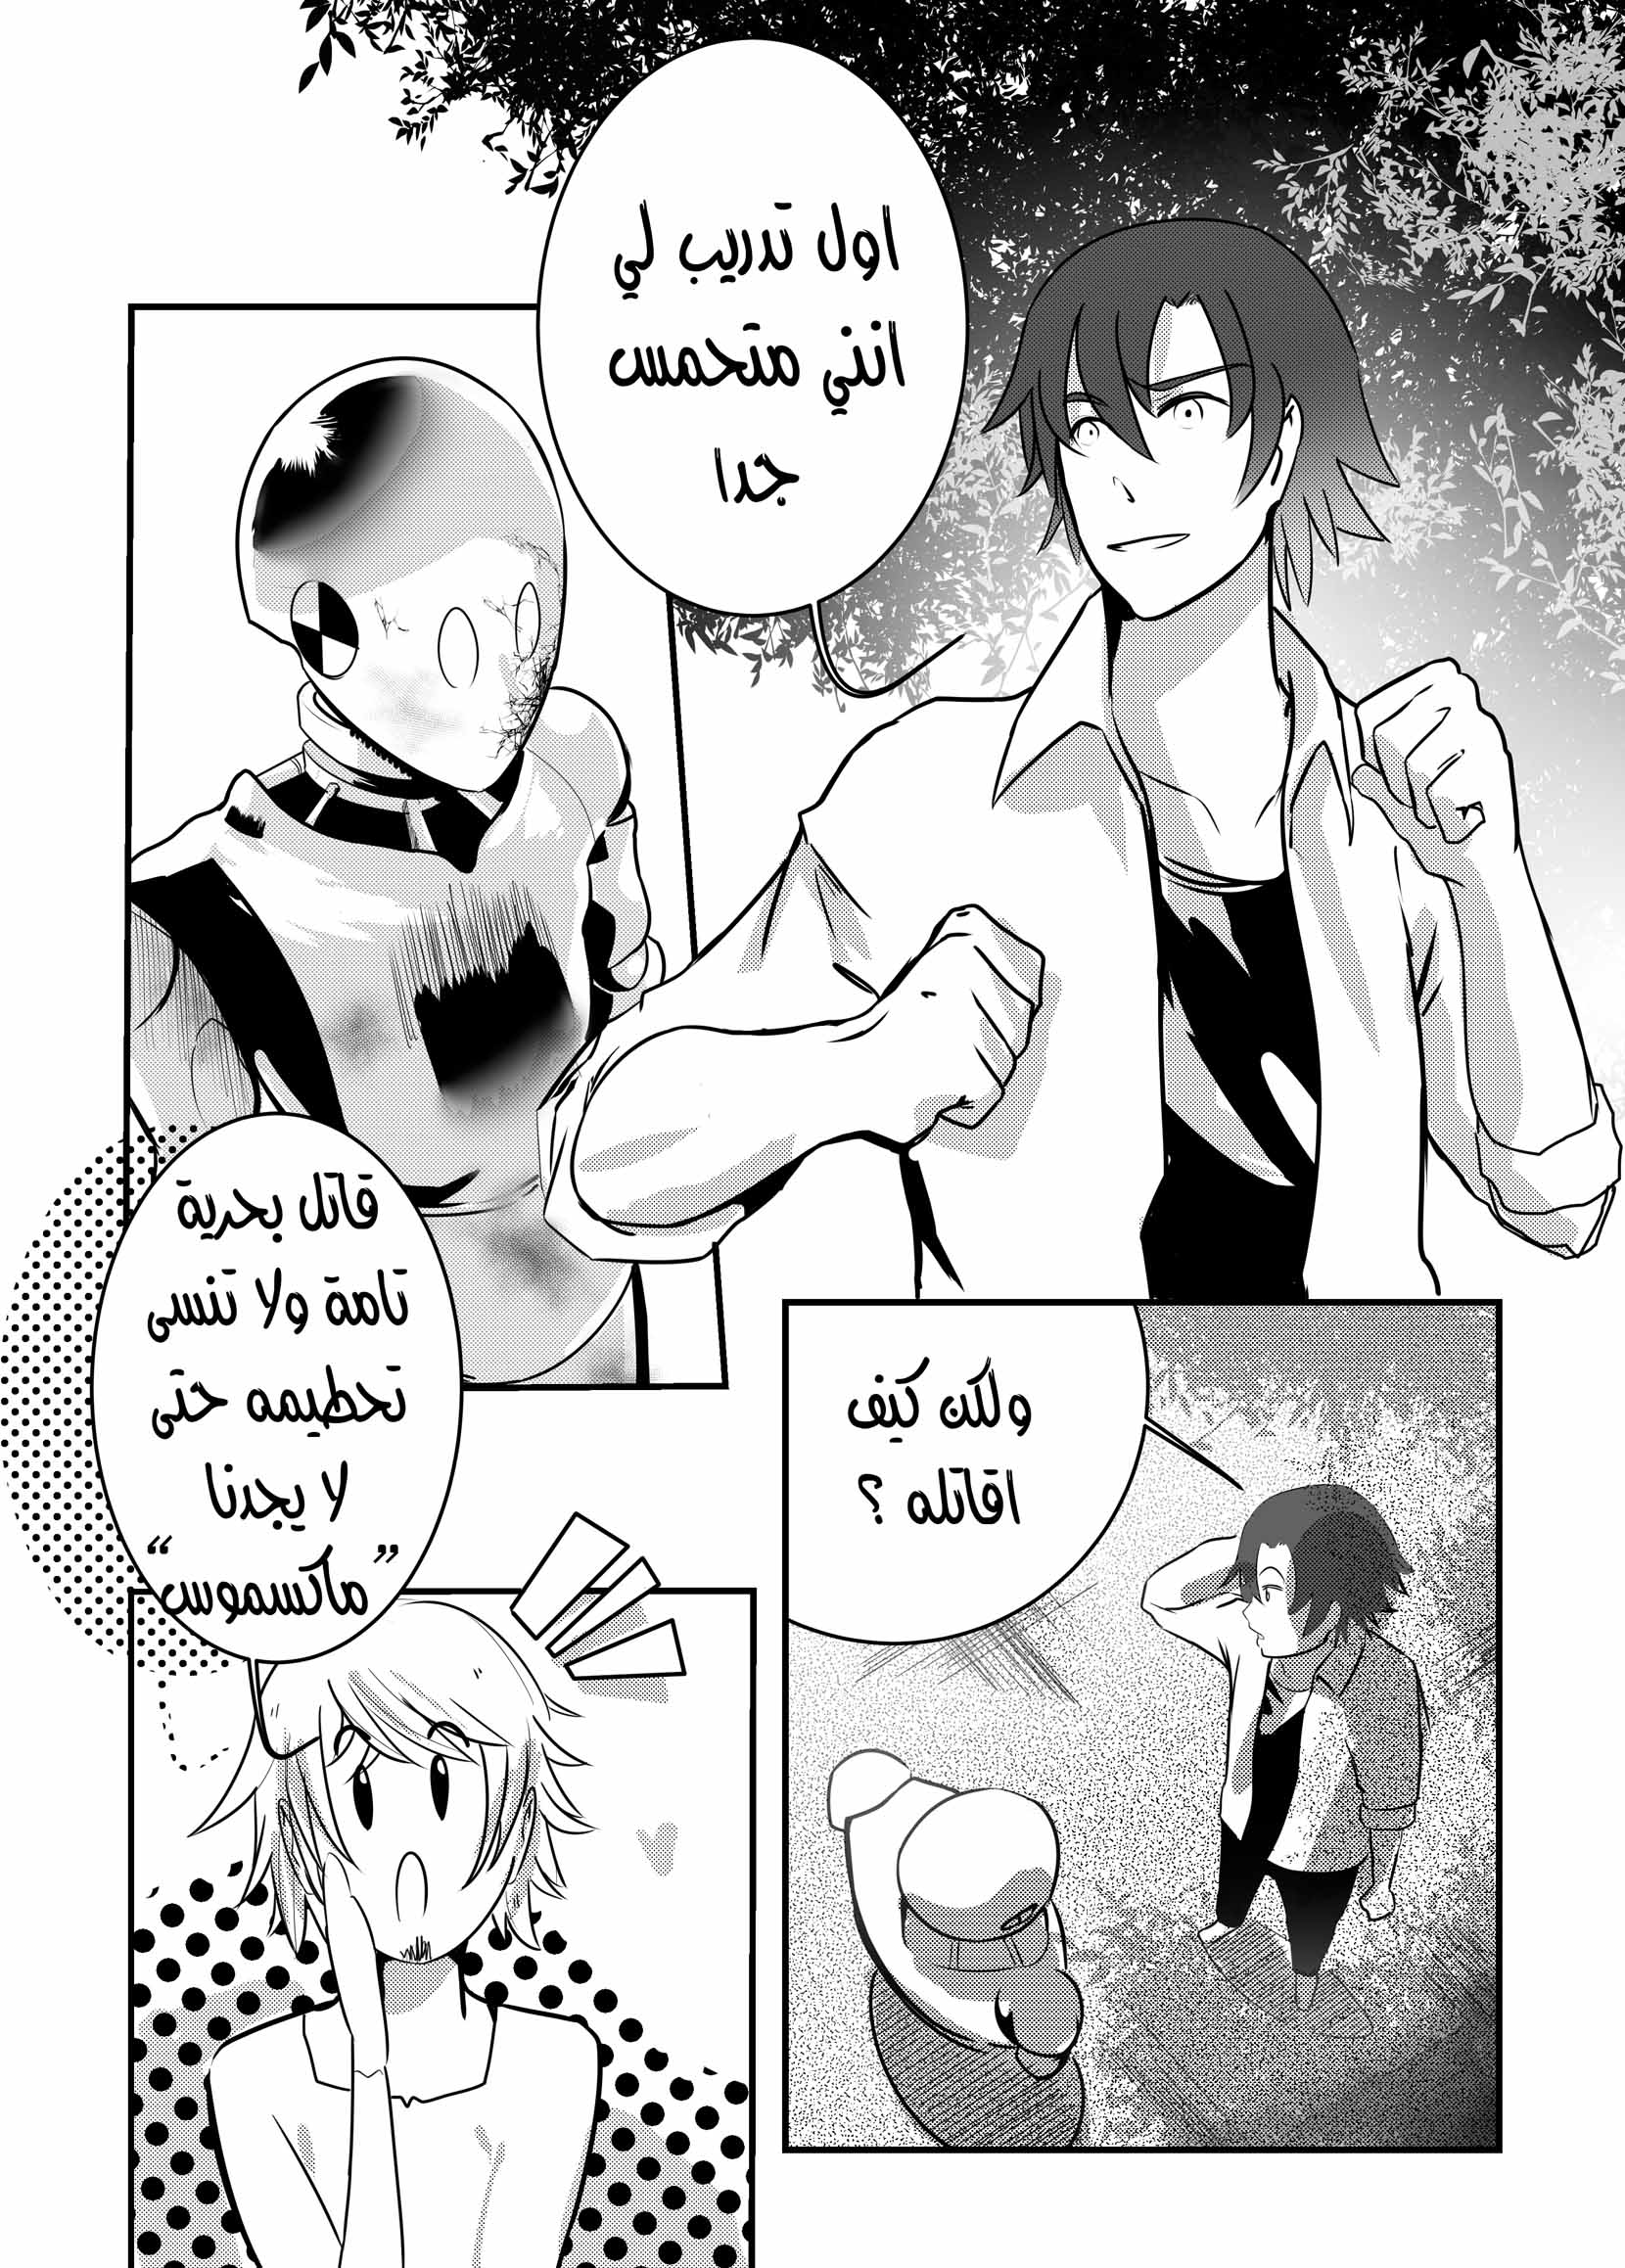 اول تدريب لي
انني متحمس
جدا
ولكن كيف
اقاتله ؟
قاتل بحرية
تامة ولا تنسى
تحطيمه حتى
لا يجدنا
”ماكسموس“